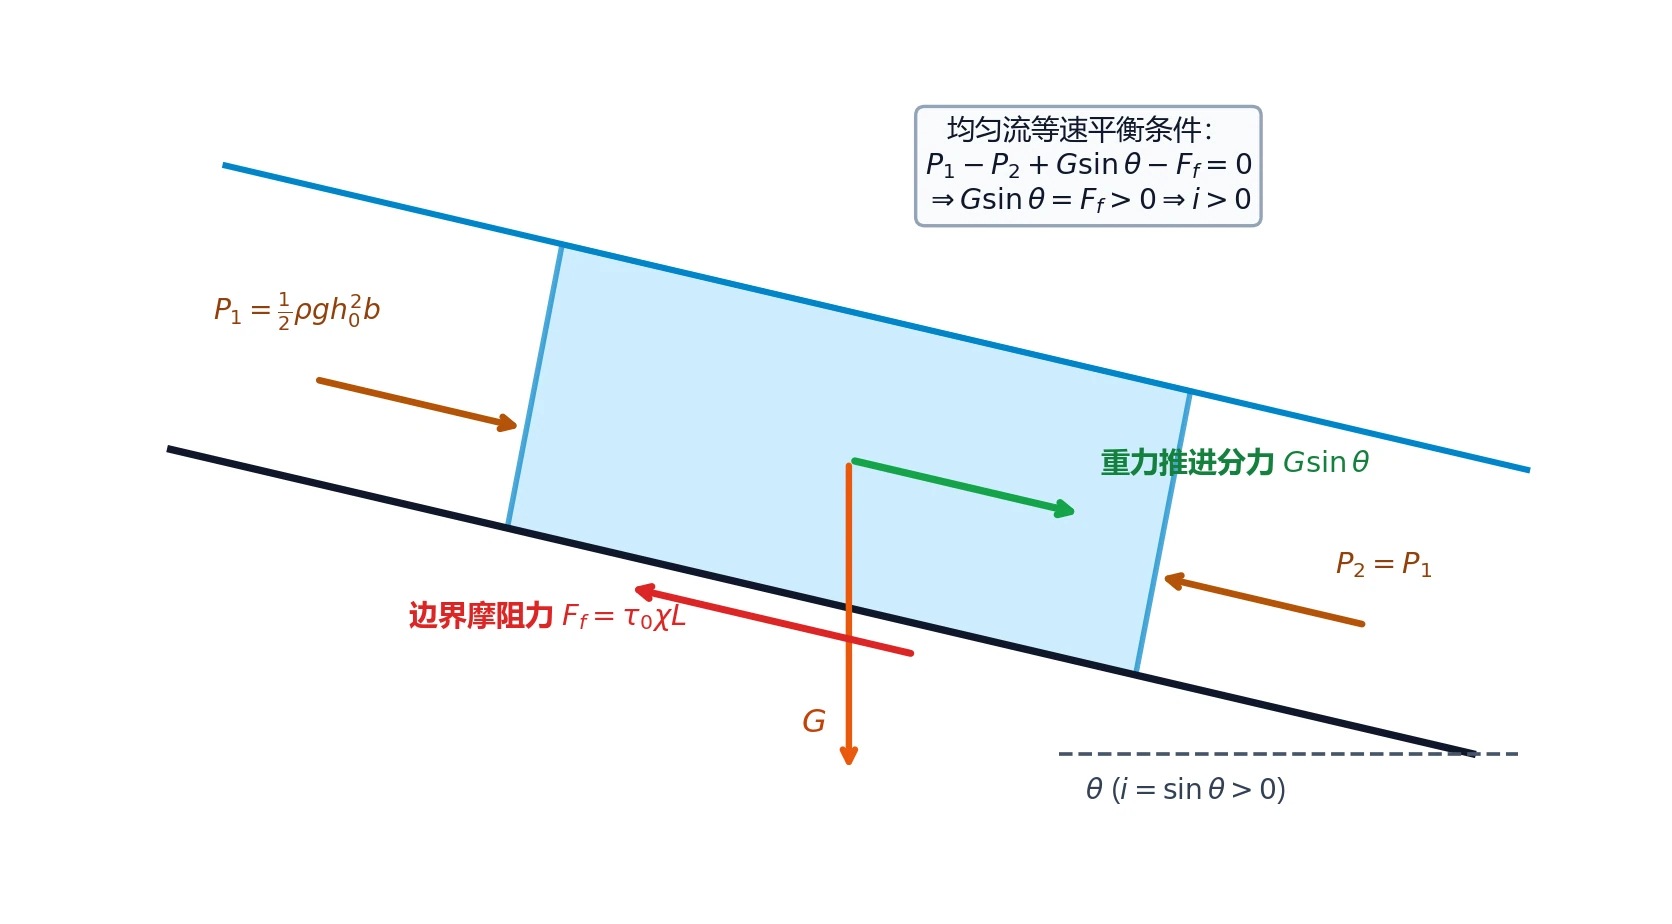 均匀流等速平衡条件：
P₁ − P₂ + G sin θ − F_f = 0
⇒ G sin θ = F_f > 0 ⇒ i > 0
P₁ = ½ρgh₀²b
重力推进分力 G sin θ
P₂ = P₁
边界摩阻力 F_f = τ₀χL
G
θ (i = sin θ > 0)